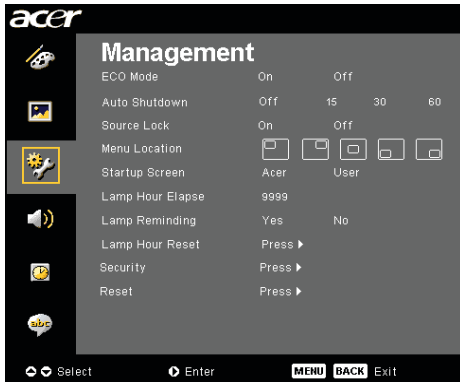 acer
Management
ECO Mode On Off
Auto Shutdown Off 15 30 60
Source Lock On Off
Menu Location
Startup Screen Acer User
Lamp Hour Elapse 9999
Lamp Reminding Yes No
Lamp Hour Reset Press
Security Press
Reset Press
abc
Select Enter MENU BACK Exit